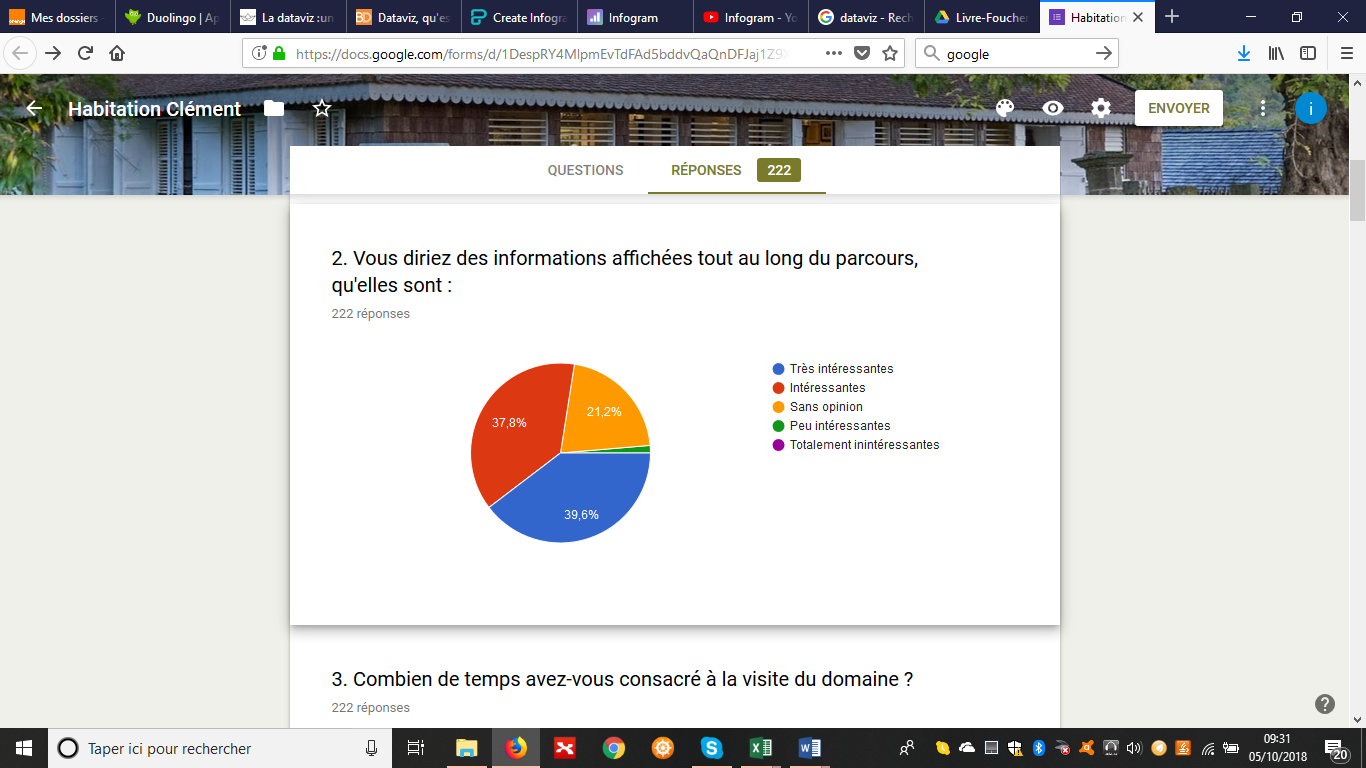 Mes dossiers
Duolingo | Ap
La dataviz : un
Dataviz, qu'es
Create Infogra
Infogram
Infogram - Yo
dataviz - Rech
Livre-Foucher
Habitation
https://docs.google.com/forms/d/1DespRY4MlpmEvTdFAd5bddvQaQnDFJaj1Z9
google
Habitation Clément
ENVOYER
i
QUESTIONS
RÉPONSES
222
2. Vous diriez des informations affichées tout au long du parcours,
qu'elles sont :
222 réponses
37,8%
21,2%
39,6%
Très intéressantes
Intéressantes
Sans opinion
Peu intéressantes
Totalement inintéressantes
3. Combien de temps avez-vous consacré à la visite du domaine ?
222 réponses
Taper ici pour rechercher
09:31
05/10/2018
20